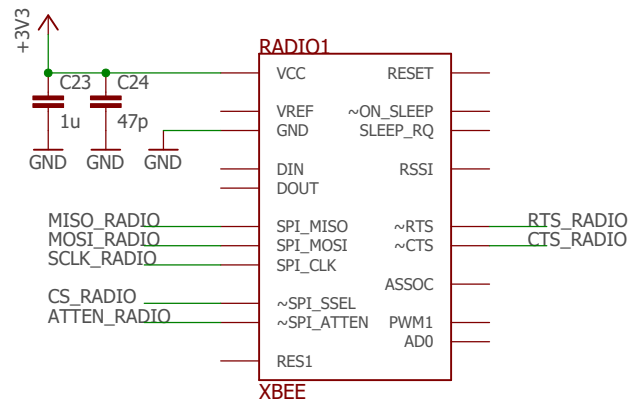 +3V3
RADIO1
C23 C24
1u 47p
GND GND GND
VCC RESET
VREF ~ON_SLEEP
GND SLEEP_RQ
DIN RSSI
DOUT
MISO_RADIO SPI_MISO ~RTS RTS_RADIO
MOSI_RADIO SPI_MOSI ~CTS CTS_RADIO
SCLK_RADIO SPI_CLK
ASSOC
CS_RADIO ~SPI_SSEL
ATTEN_RADIO ~SPI_ATTEN PWM1
AD0
RES1
XBEE